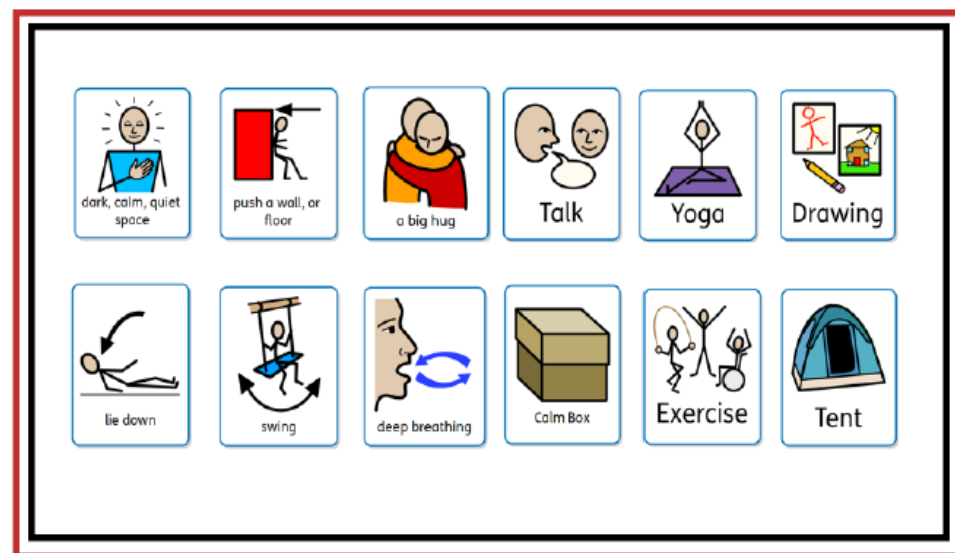 dark, calm, quiet
space
push a wall, or
floor
a big hug
Talk
Yoga
Drawing
lie down
swing
deep breathing
Calm Box
Exercise
Tent